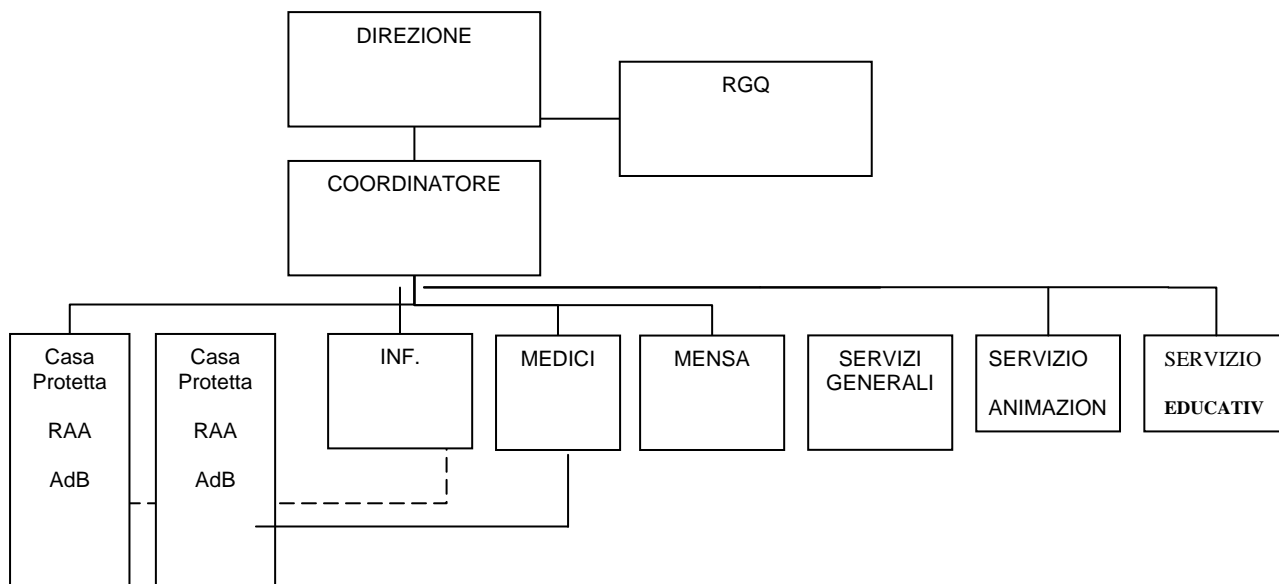 DIREZIONE
RGQ
COORDINATORE
Casa
Protetta
RAA
AdB
Casa
Protetta
RAA
AdB
INF.
MEDICI
MENSA
SERVIZI
GENERALI
SERVIZIO
ANIMAZION
SERVIZIO
EDUCATIV